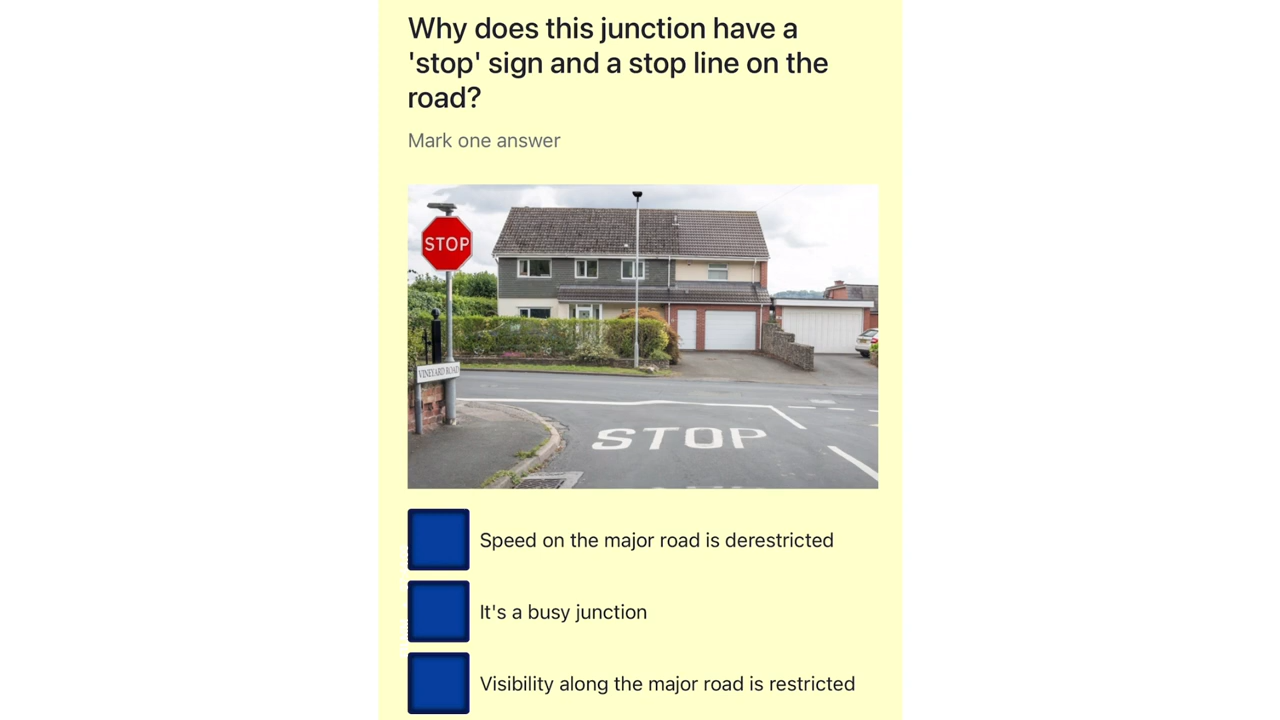 Why does this junction have a
'stop' sign and a stop line on the
road?
Mark one answer
STOP
VINEYARD ROAD
STOP
Speed on the major road is derestricted
It's a busy junction
Visibility along the major road is restricted